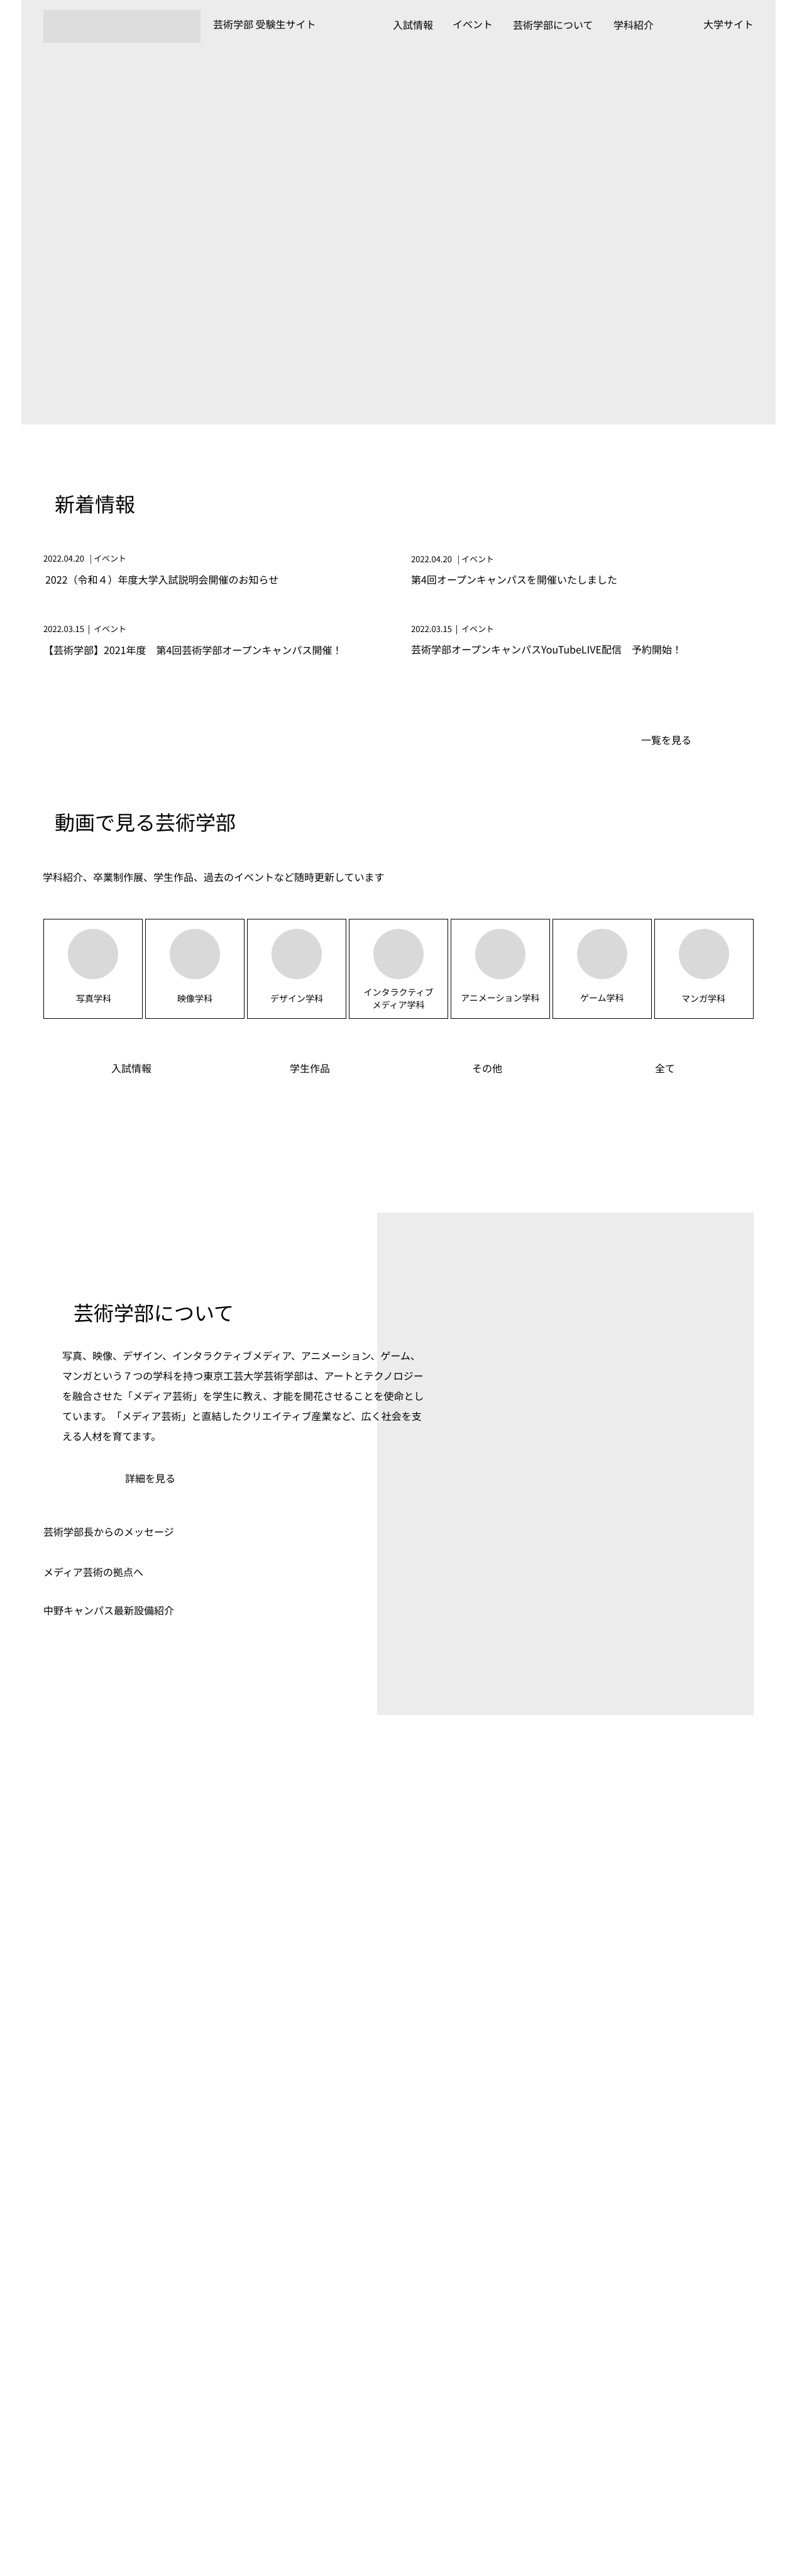 芸術学部 受験生サイト
入試情報
イベント
芸術学部について
学科紹介
大学サイト
新着情報
2022.04.20 | イベント
2022（令和４）年度大学入試説明会開催のお知らせ
2022.04.20 | イベント
第4回オープンキャンパスを開催いたしました
2022.03.15 | イベント
【芸術学部】2021年度　第4回芸術学部オープンキャンパス開催！
2022.03.15 | イベント
芸術学部オープンキャンパスYouTubeLIVE配信　予約開始！
一覧を見る
動画で見る芸術学部
学科紹介、卒業制作展、学生作品、過去のイベントなど随時更新しています
写真学科
映像学科
デザイン学科
インタラクティブ
メディア学科
アニメーション学科
ゲーム学科
マンガ学科
入試情報
学生作品
その他
全て
芸術学部について
写真、映像、デザイン、インタラクティブメディア、アニメーション、ゲーム、
マンガという７つの学科を持つ東京工芸大学芸術学部は、アートとテクノロジー
を融合させた「メディア芸術」を学生に教え、才能を開花させることを使命とし
ています。「メディア芸術」と直結したクリエイティブ産業など、広く社会を支
える人材を育てます。
詳細を見る
芸術学部長からのメッセージ
メディア芸術の拠点へ
中野キャンパス最新設備紹介